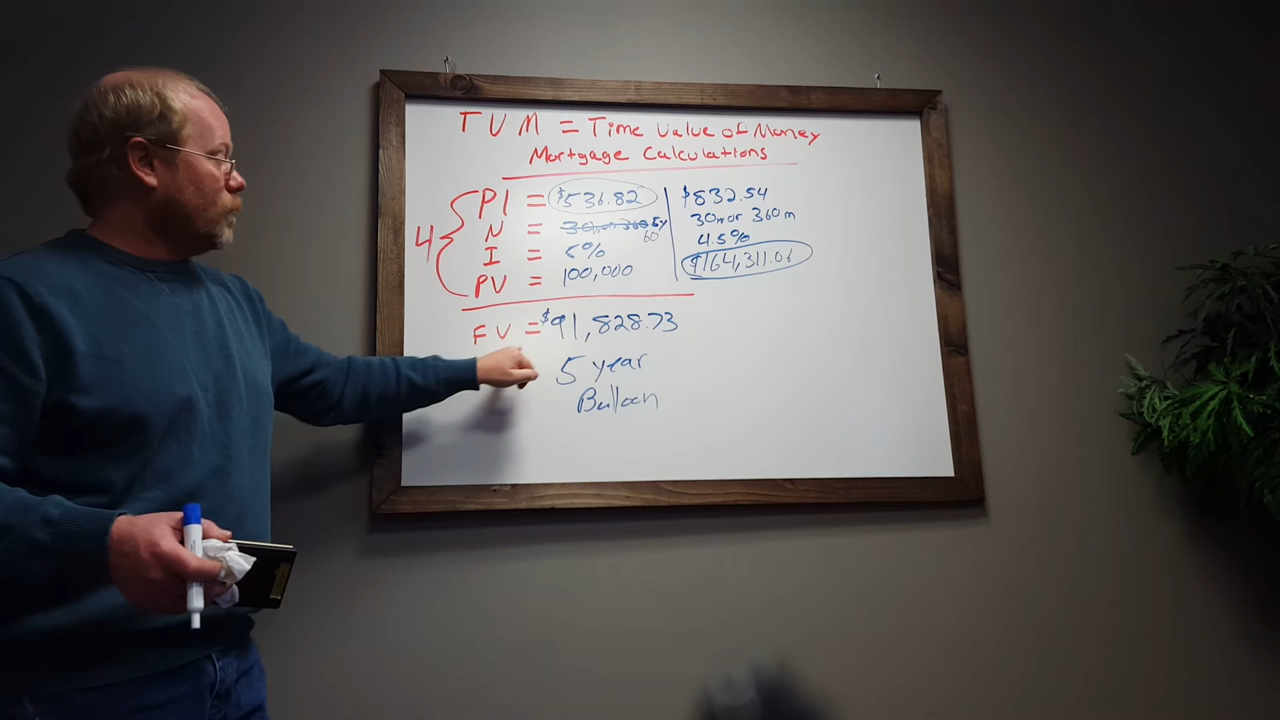 TVM = Time Value of Money
Mortgage Calculations
4
PI = $536.82
N = 30yr or 360 5y
60
I = 5%
PV = 100,000
$832.54
30yr or 360m
4.5%
$164,311.06
FV = $91,828.73
5 year
Balloon